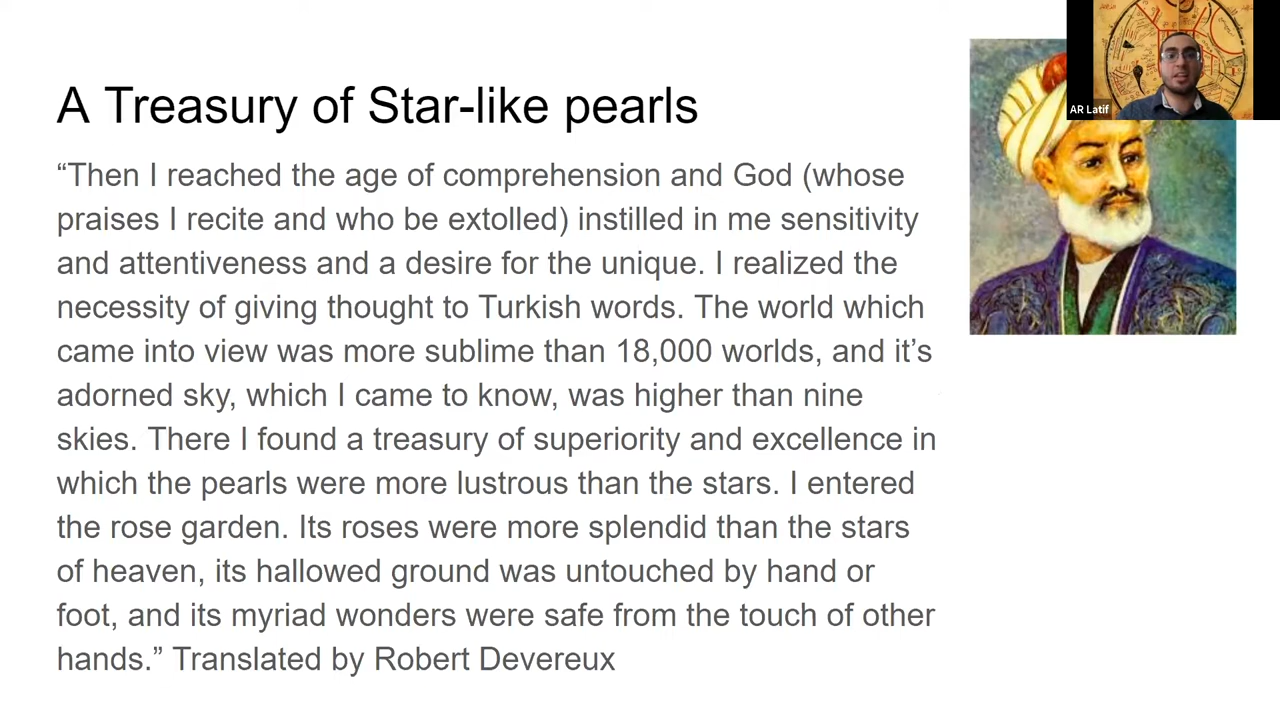 A Treasury of Star-like pearls
“Then I reached the age of comprehension and God (whose
praises I recite and who be extolled) instilled in me sensitivity
and attentiveness and a desire for the unique. I realized the
necessity of giving thought to Turkish words. The world which
came into view was more sublime than 18,000 worlds, and it’s
adorned sky, which I came to know, was higher than nine
skies. There I found a treasury of superiority and excellence in
which the pearls were more lustrous than the stars. I entered
the rose garden. Its roses were more splendid than the stars
of heaven, its hallowed ground was untouched by hand or
foot, and its myriad wonders were safe from the touch of other
hands.” Translated by Robert Devereux
AR Latif